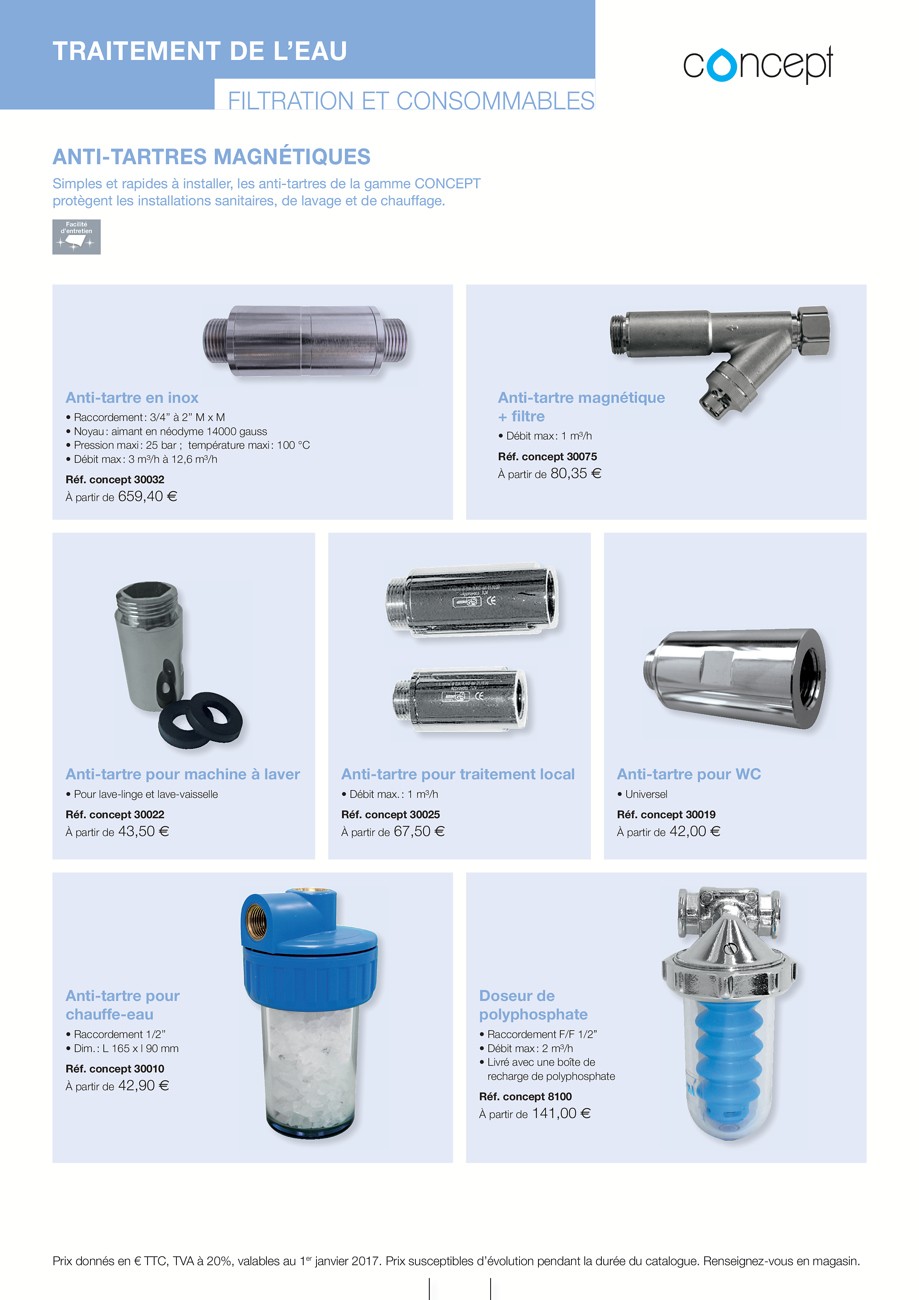 TRAITEMENT DE L'EAU
concept
FILTRATION ET CONSOMMABLES
ANTI-TARTRES MAGNÉTIQUES
Simples et rapides à installer, les anti-tartres de la gamme CONCEPT
protègent les installations sanitaires, de lavage et de chauffage.
Facilité
d'entretien
Anti-tartre en inox
• Raccordement : 3/4" à 2" M x M
• Noyau : aimant en néodyme 14000 gauss
• Pression maxi : 25 bar ; température maxi : 100 °C
• Débit max : 3 m³/h à 12,6 m³/h
Réf. concept 30032
À partir de 659,40 €
Anti-tartre magnétique
+ filtre
• Débit max : 1 m³/h
Réf. concept 30075
À partir de 80,35 €
Anti-tartre pour machine à laver
• Pour lave-linge et lave-vaisselle
Réf. concept 30022
À partir de 43,50 €
Anti-tartre pour traitement local
• Débit max. : 1 m³/h
Réf. concept 30025
À partir de 67,50 €
Anti-tartre pour WC
• Universel
Réf. concept 30019
À partir de 42,00 €
Anti-tartre pour
chauffe-eau
• Raccordement 1/2"
• Dim. : L 165 x l 90 mm
Réf. concept 30010
À partir de 42,90 €
Doseur de
polyphosphate
• Raccordement F/F 1/2"
• Débit max : 2 m³/h
• Livré avec une boîte de
recharge de polyphosphate
Réf. concept 8100
À partir de 141,00 €
Prix donnés en € TTC, TVA à 20%, valables au 1er janvier 2017. Prix susceptibles d'évolution pendant la durée du catalogue. Renseignez-vous en magasin.